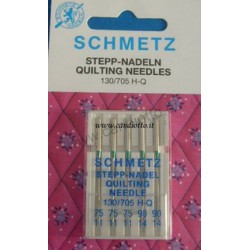 SCHMETZ
STEPP-NADELN
QUILTING NEEDLES
130/705 H-Q
www.candiotto.it
SCHMETZ
STEPP-NADEL
QUILTING
NEEDLE
130/705 H-Q
75 75 75 90 90
11 11 11 14 14